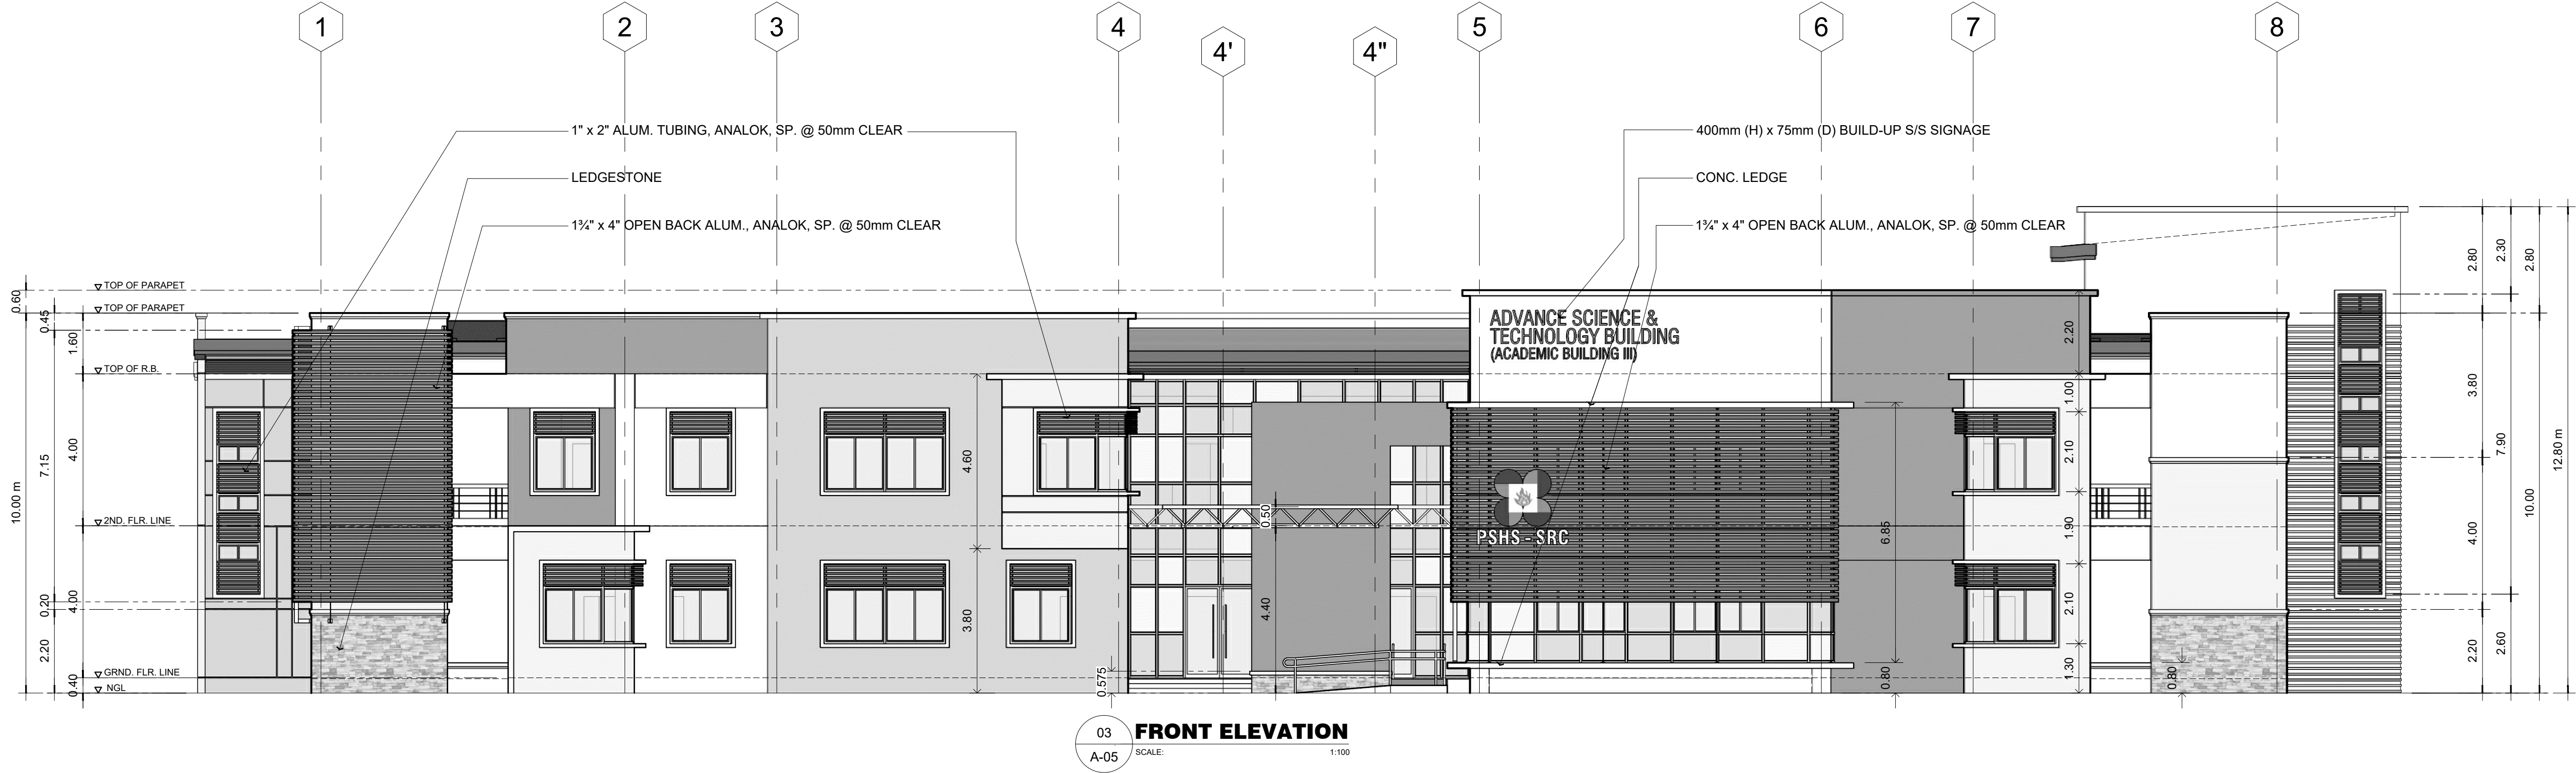 1
2
3
4
4'
4"
5
6
7
8
1" x 2" ALUM. TUBING, ANALOK, SP. @ 50mm CLEAR
LEDGESTONE
1¾" x 4" OPEN BACK ALUM., ANALOK, SP. @ 50mm CLEAR
400mm (H) x 75mm (D) BUILD-UP S/S SIGNAGE
CONC. LEDGE
1¾" x 4" OPEN BACK ALUM., ANALOK, SP. @ 50mm CLEAR
TOP OF PARAPET
TOP OF PARAPET
TOP OF R.B.
2ND. FLR. LINE
GRND. FLR. LINE
NGL
0.60
10.00 m
0.45
7.15
0.20
2.20
1.60
4.00
4.00
0.40
4.60
3.80
0.575
0.50
4.40
ADVANCE SCIENCE &
TECHNOLOGY BUILDING
(ACADEMIC BUILDING III)
PSHS - SRC
6.85
0.80
2.20
1.00
2.10
1.90
2.10
1.30
0.80
2.80
3.80
4.00
2.20
2.30
7.90
2.60
2.80
10.00
12.80 m
03
A-05
FRONT ELEVATION
SCALE: 1:100